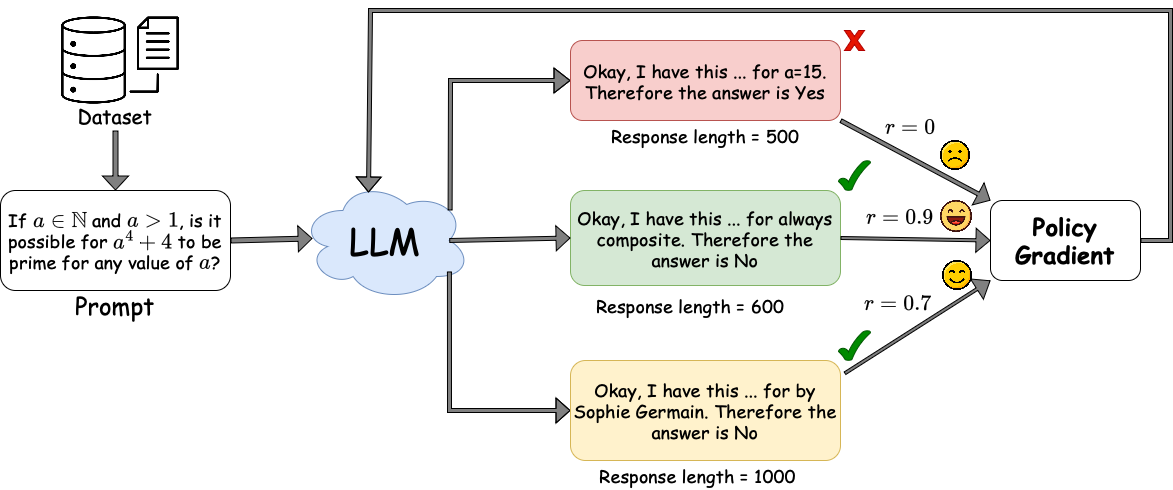 Dataset
If a ∈ ℕ and a > 1, is it
possible for a⁴ + 4 to be
prime for any value of a?
Prompt
LLM
Okay, I have this ... for a=15.
Therefore the answer is Yes
Response length = 500
Okay, I have this ... for always
composite. Therefore the
answer is No
Response length = 600
Okay, I have this ... for by
Sophie Germain. Therefore the
answer is No
Response length = 1000
r = 0
r = 0.9
r = 0.7
Policy
Gradient